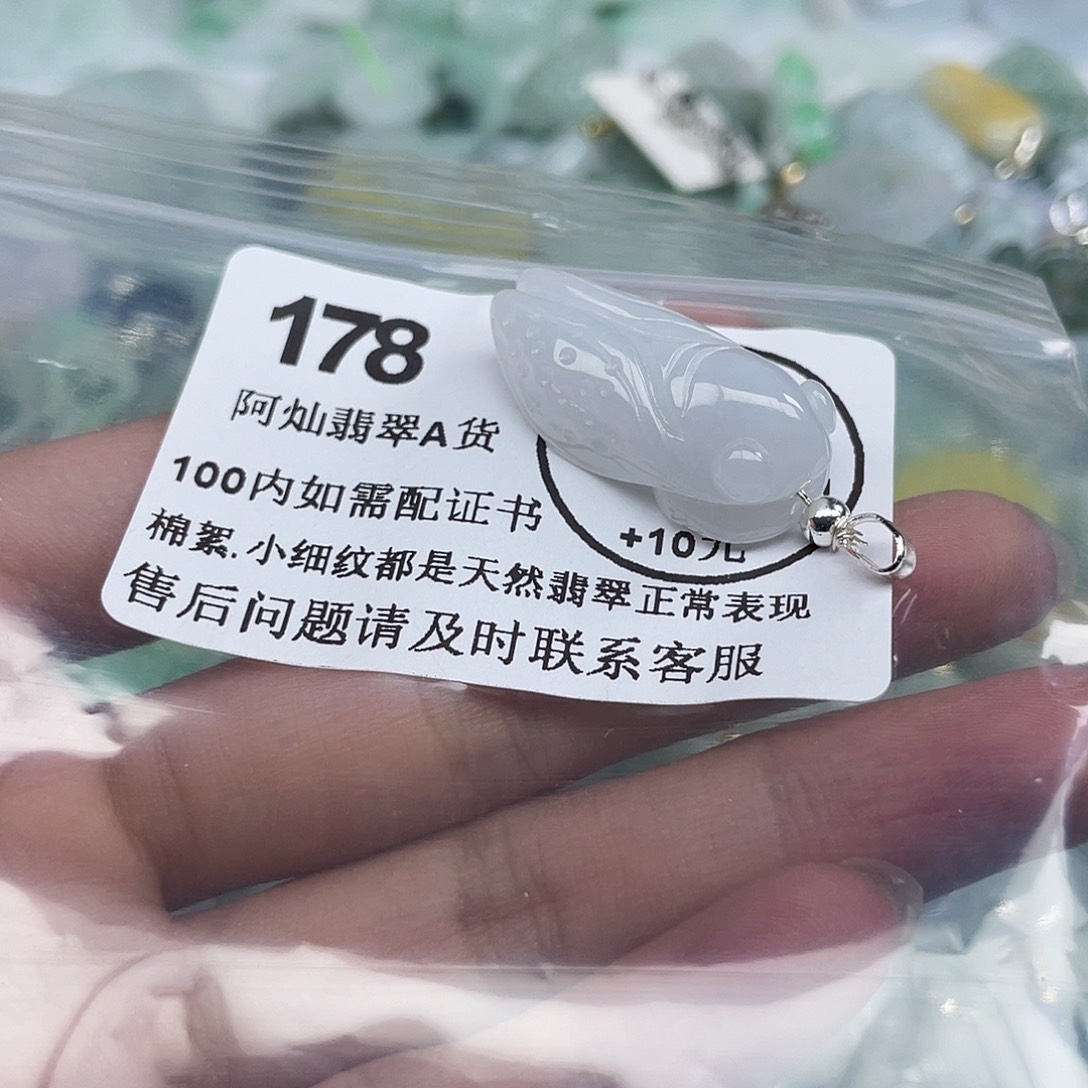 178
阿灿翡翠A货
100内如需配证书
+10元
棉絮.小细纹都是天然翡翠正常表现
售后问题请及时联系客服